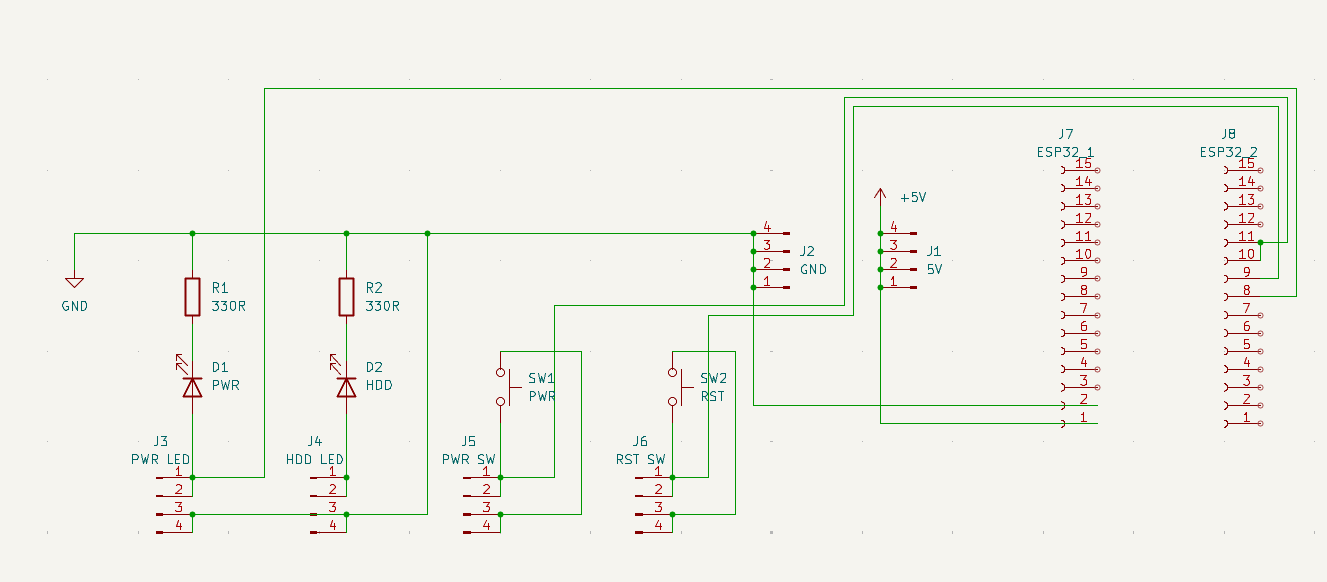 J7
ESP32_1
15
14
13
12
11
10
9
8
7
6
5
4
3
2
1
J8
ESP32_2
15
14
13
12
11
10
9
8
7
6
5
4
3
2
1
+5V
4
3
2
1
J2
GND
4
3
2
1
J1
5V
GND
R1
330R
R2
330R
D1
PWR
D2
HDD
SW1
PWR
SW2
RST
J3
PWR LED
1
2
3
4
J4
HDD LED
1
2
3
4
J5
PWR SW
1
2
3
4
J6
RST SW
1
2
3
4